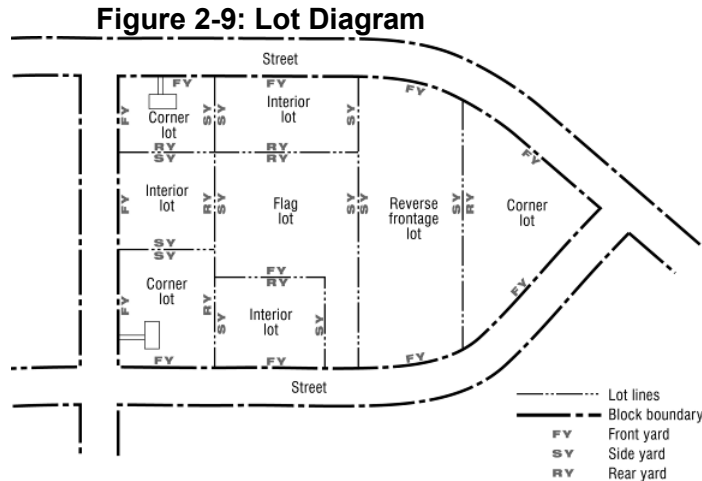 Figure 2-9: Lot Diagram
Street
FY
FY
FY
FY
Corner
lot
SY
SY
Interior
lot
SY
FY
RY
SY
RY
RY
Interior
lot
FY
RY
SY
Flag
lot
SY
SY
Reverse
frontage
lot
SY
RY
Corner
lot
SY
SY
FY
RY
Corner
lot
FY
RY
SY
Interior
lot
SY
FY
FY
FY
FY
Street
Lot lines
Block boundary
FY Front yard
SY Side yard
RY Rear yard